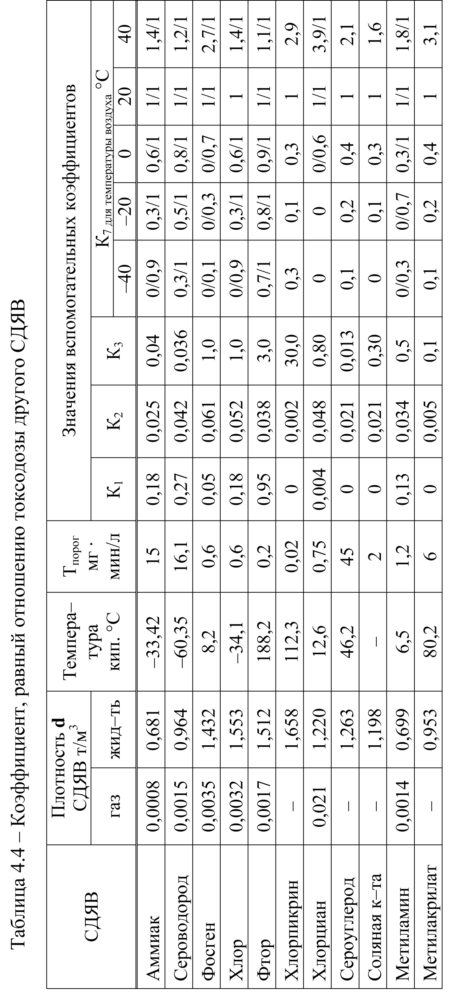 Таблица 4.4 – Коэффициент, равный отношению токсодозы другого СДЯВ
СДЯВ
Плотность d
СДЯВ т/м³
газ
жид–ть
Темпера–
тура
кип. °С
Тпорог
мг ·
мин/л
Значения вспомогательных коэффициентов
К1
К2
К3
К7 для температуры воздуха °С
–40
–20
0
20
40
Аммиак 0,0008 0,681 –33,42 15 0,18 0,025 0,04 0/0,9 0,3/1 0,6/1 1/1 1,4/1
Сероводород 0,0015 0,964 –60,35 16,1 0,27 0,042 0,036 0,3/1 0,5/1 0,8/1 1/1 1,2/1
Фосген 0,0035 1,432 8,2 0,6 0,05 0,061 1,0 0/0,1 0/0,3 0/0,7 1/1 2,7/1
Хлор 0,0032 1,553 –34,1 0,6 0,18 0,052 1,0 0/0,9 0,3/1 0,6/1 1 1,4/1
Фтор 0,0017 1,512 188,2 0,2 0,95 0,038 3,0 0,7/1 0,8/1 0,9/1 1/1 1,1/1
Хлорпикрин – 1,658 112,3 0,02 0 0,002 30,0 0,3 0,1 0,3 1 2,9
Хлорциан 0,021 1,220 12,6 0,75 0,004 0,048 0,80 0 0 0/0,6 1/1 3,9/1
Сероуглерод – 1,263 46,2 45 0 0,021 0,013 0,1 0,2 0,4 1 2,1
Соляная к–та – 1,198 – 2 0 0,021 0,30 0 0,1 0,3 1 1,6
Метиламин 0,0014 0,699 6,5 1,2 0,13 0,034 0,5 0/0,3 0/0,7 0,3/1 1/1 1,8/1
Метилакрилат – 0,953 80,2 6 0 0,005 0,1 0,1 0,2 0,4 1 3,1